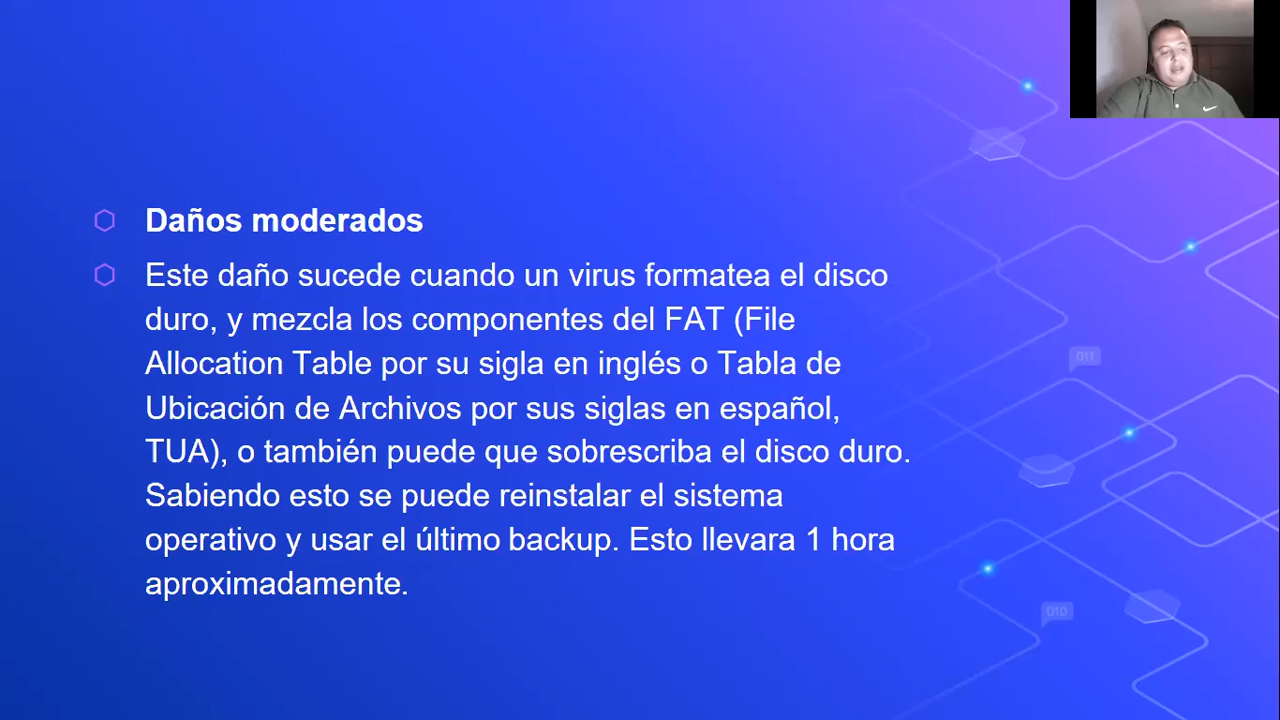 Daños moderados
Este daño sucede cuando un virus formatea el disco
duro, y mezcla los componentes del FAT (File
Allocation Table por su sigla en inglés o Tabla de
Ubicación de Archivos por sus siglas en español,
TUA), o también puede que sobrescriba el disco duro.
Sabiendo esto se puede reinstalar el sistema
operativo y usar el último backup. Esto llevara 1 hora
aproximadamente.
011
010